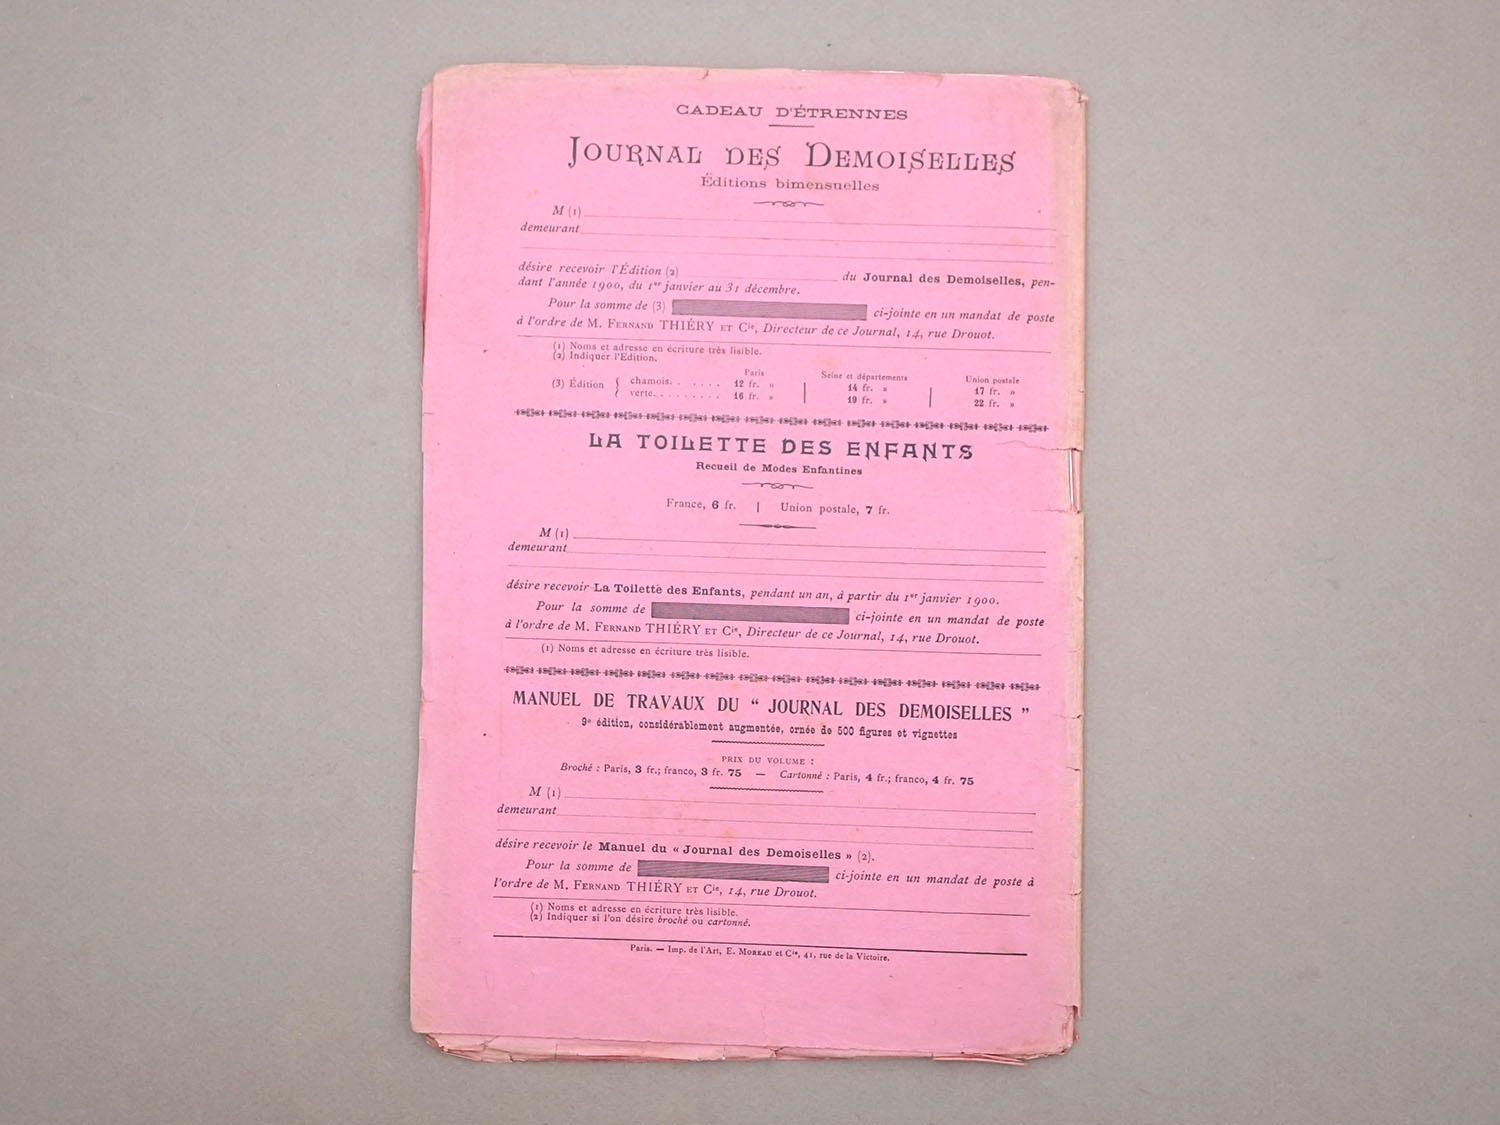 CADEAU D'ÉTRENNES
JOURNAL DES DEMOISELLES
Éditions bimensuelles
M (1)
demeurant
désire recevoir l'Édition (2) du Journal des Demoiselles, pen-
dant l'année 1900, du 1er janvier au 31 décembre.
Pour la somme de (3) ci-jointe en un mandat de poste
à l'ordre de M. FERNAND THIÉRY ET Cie, Directeur de ce Journal, 14, rue Drouot.
(1) Noms et adresse en écriture très lisible.
(2) Indiquer l'Edition.
Paris Seine et départements Union postale
(3) Édition { chamois. . . . . . 12 fr. » | 14 fr. » | 17 fr. »
verte. . . . . . . . . 16 fr. » 19 fr. » 22 fr. »
LA TOILETTE DES ENFANTS
Recueil de Modes Enfantines
France, 6 fr. | Union postale, 7 fr.
M (1)
demeurant
désire recevoir La Toilette des Enfants, pendant un an, à partir du 1er janvier 1900.
Pour la somme de ci-jointe en un mandat de poste
à l'ordre de M. FERNAND THIÉRY ET Cie, Directeur de ce Journal, 14, rue Drouot.
(1) Noms et adresse en écriture très lisible.
MANUEL DE TRAVAUX DU “ JOURNAL DES DEMOISELLES ”
9e édition, considérablement augmentée, ornée de 500 figures et vignettes
PRIX DU VOLUME :
Broché : Paris, 3 fr.; franco, 3 fr. 75 — Cartonné : Paris, 4 fr.; franco, 4 fr. 75
M (1)
demeurant
désire recevoir le Manuel du « Journal des Demoiselles » (2).
Pour la somme de ci-jointe en un mandat de poste à
l'ordre de M. FERNAND THIÉRY ET Cie, 14, rue Drouot.
(1) Noms et adresse en écriture très lisible.
(2) Indiquer si l'on désire broché ou cartonné.
Paris. — Imp. de l'Art, E. MOREAU et Cie, 41, rue de la Victoire.